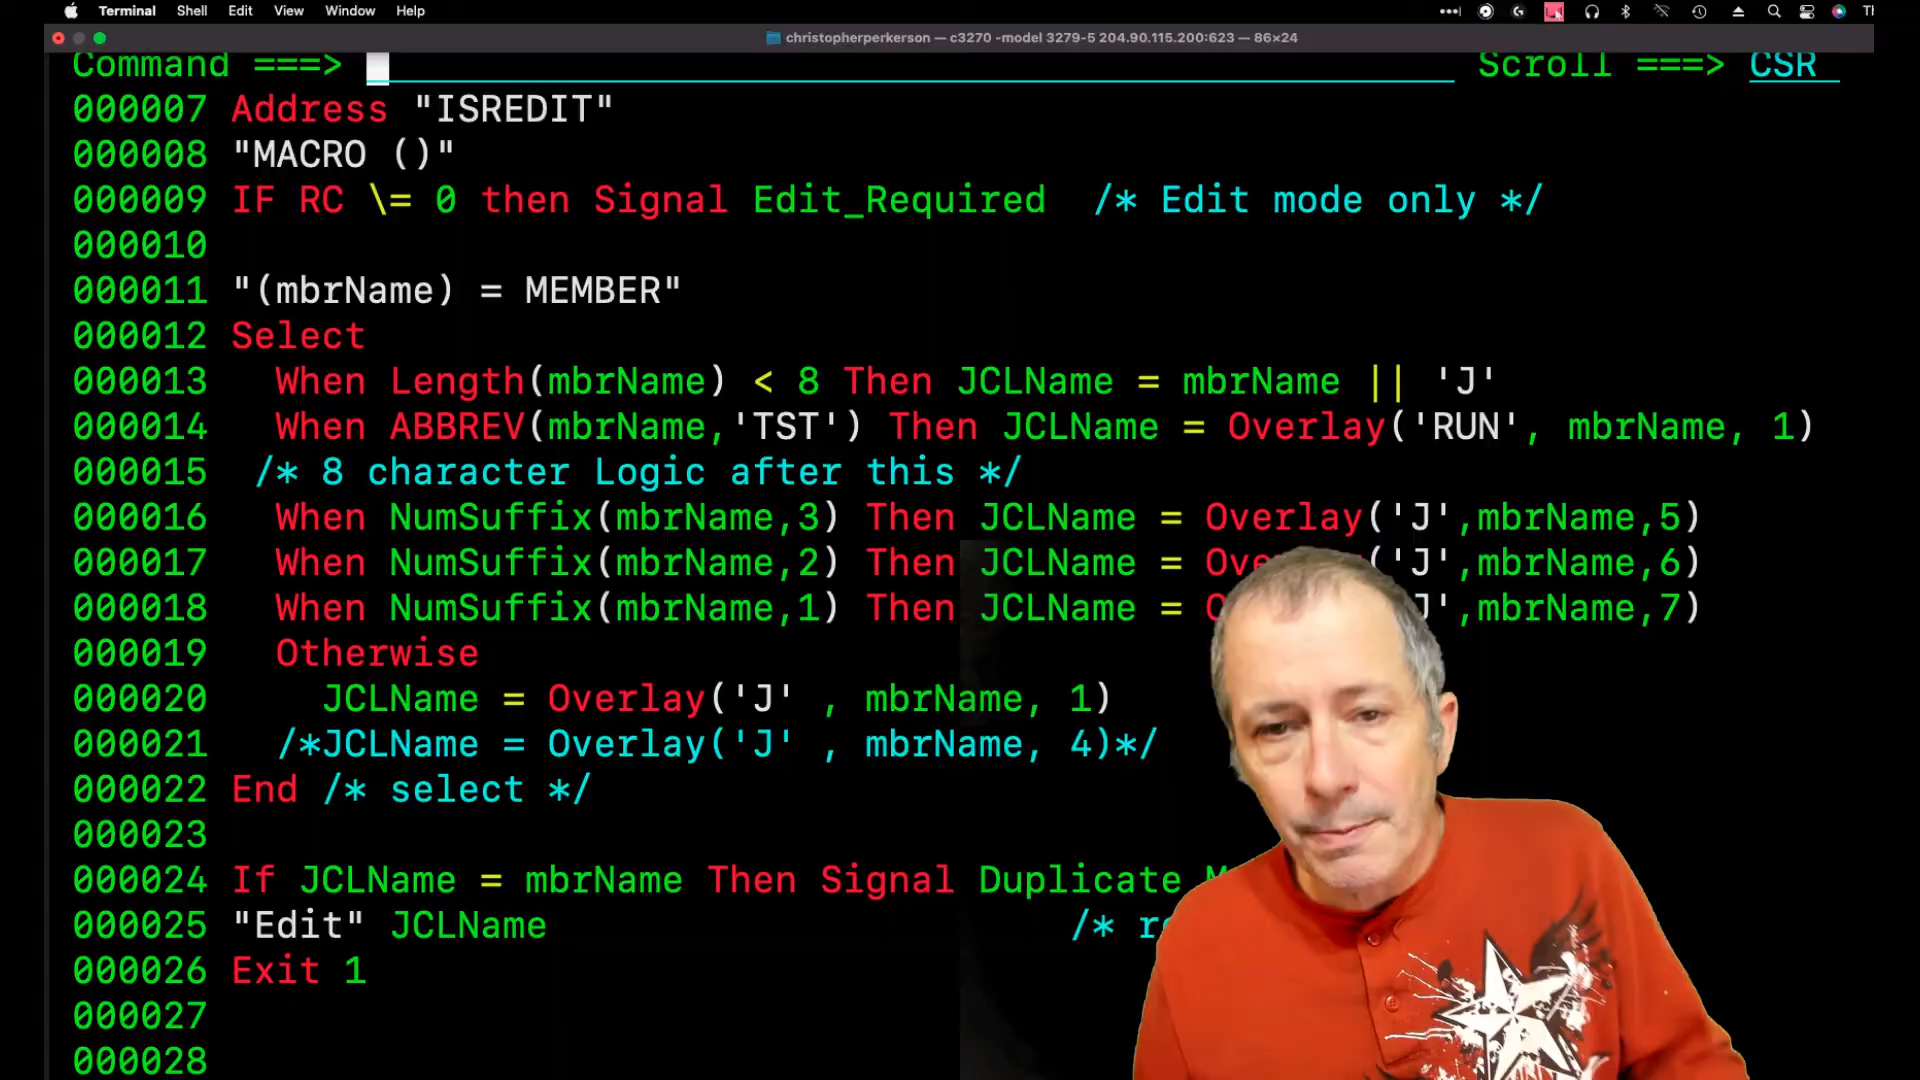 Terminal Shell Edit View Window Help
christopherperkerson — c3270 -model 3279-5 204.90.115.200:623 — 86×24
Command ===> Scroll ===> CSR
000007 Address "ISREDIT"
000008 "MACRO ()"
000009 IF RC \= 0 then Signal Edit_Required /* Edit mode only */
000010
000011 "(mbrName) = MEMBER"
000012 Select
000013 When Length(mbrName) < 8 Then JCLName = mbrName || 'J'
000014 When ABBREV(mbrName,'TST') Then JCLName = Overlay('RUN', mbrName, 1)
000015 /* 8 character Logic after this */
000016 When NumSuffix(mbrName,3) Then JCLName = Overlay('J',mbrName,5)
000017 When NumSuffix(mbrName,2) Then JCLName = 'J',mbrName,6)
000018 When NumSuffix(mbrName,1) Then JCLName = J',mbrName,7)
000019 Otherwise
000020 JCLName = Overlay('J' , mbrName, 1)
000021 /*JCLName = Overlay('J' , mbrName, 4)*/
000022 End /* select */
000023
000024 If JCLName = mbrName Then Signal Duplicate
000025 "Edit" JCLName /*
000026 Exit 1
000027
000028